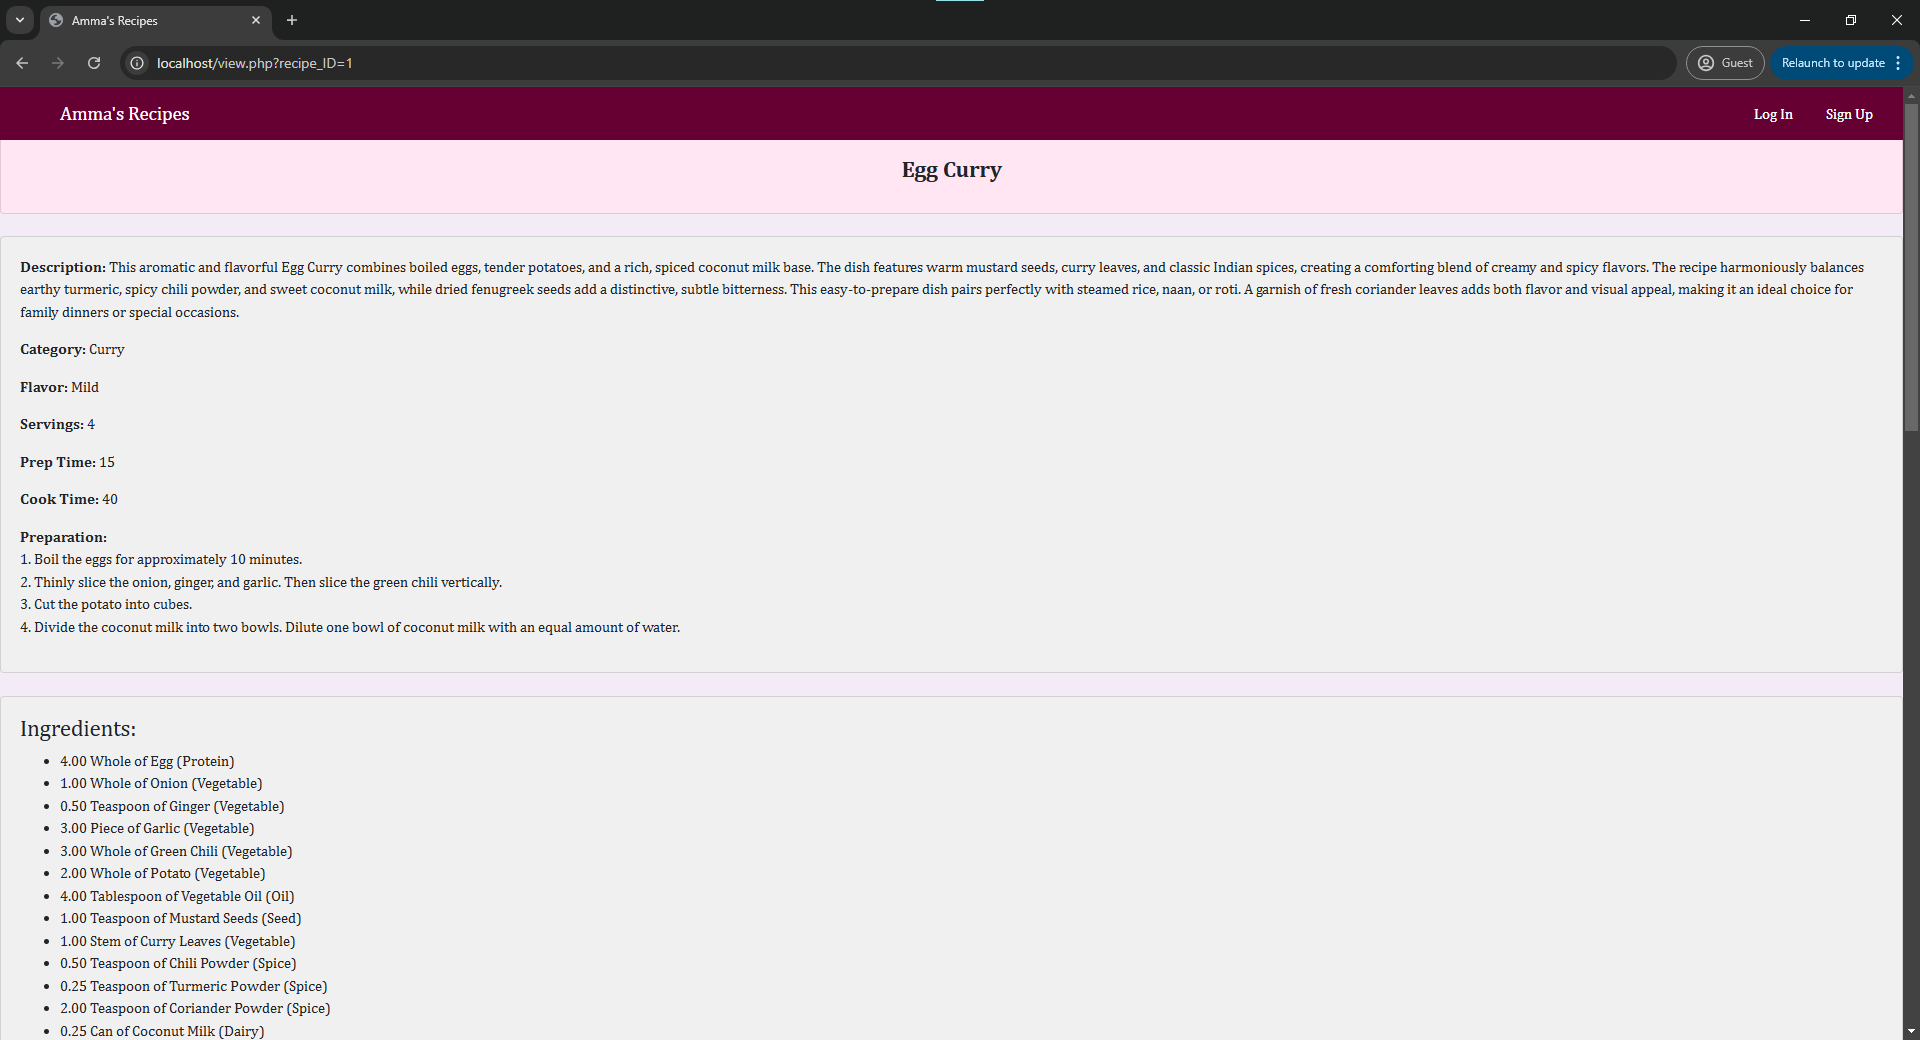 Amma's Recipes
localhost/view.php?recipe_ID=1
Guest
Relaunch to update
Amma's Recipes
Log In
Sign Up
Egg Curry
Description: This aromatic and flavorful Egg Curry combines boiled eggs, tender potatoes, and a rich, spiced coconut milk base. The dish features warm mustard seeds, curry leaves, and classic Indian spices, creating a comforting blend of creamy and spicy flavors. The recipe harmoniously balances
earthy turmeric, spicy chili powder, and sweet coconut milk, while dried fenugreek seeds add a distinctive, subtle bitterness. This easy-to-prepare dish pairs perfectly with steamed rice, naan, or roti. A garnish of fresh coriander leaves adds both flavor and visual appeal, making it an ideal choice for
family dinners or special occasions.
Category: Curry
Flavor: Mild
Servings: 4
Prep Time: 15
Cook Time: 40
Preparation:
1. Boil the eggs for approximately 10 minutes.
2. Thinly slice the onion, ginger, and garlic. Then slice the green chili vertically.
3. Cut the potato into cubes.
4. Divide the coconut milk into two bowls. Dilute one bowl of coconut milk with an equal amount of water.
Ingredients:
• 4.00 Whole of Egg (Protein)
• 1.00 Whole of Onion (Vegetable)
• 0.50 Teaspoon of Ginger (Vegetable)
• 3.00 Piece of Garlic (Vegetable)
• 3.00 Whole of Green Chili (Vegetable)
• 2.00 Whole of Potato (Vegetable)
• 4.00 Tablespoon of Vegetable Oil (Oil)
• 1.00 Teaspoon of Mustard Seeds (Seed)
• 1.00 Stem of Curry Leaves (Vegetable)
• 0.50 Teaspoon of Chili Powder (Spice)
• 0.25 Teaspoon of Turmeric Powder (Spice)
• 2.00 Teaspoon of Coriander Powder (Spice)
• 0.25 Can of Coconut Milk (Dairy)